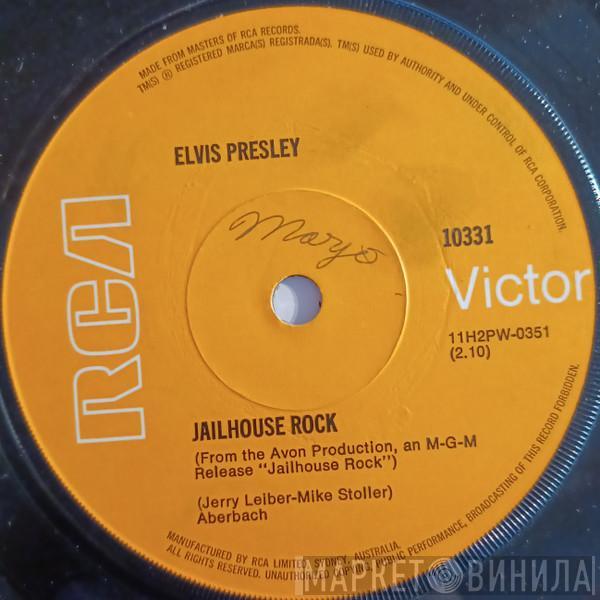 MADE FROM MASTERS OF RCA RECORDS.
TM(S) ® REGISTERED MARCA(S) REGISTRADA(S). TM(S) USED BY AUTHORITY AND UNDER CONTROL OF RCA CORPORATION.
ELVIS PRESLEY
RCA
10331
Victor
11H2PW-0351
(2.10)
JAILHOUSE ROCK
(From the Avon Production, an M-G-M
Release "Jailhouse Rock")
(Jerry Leiber-Mike Stoller)
Aberbach
MANUFACTURED BY RCA LIMITED, SYDNEY, AUSTRALIA.
ALL RIGHTS RESERVED. UNAUTHORIZED COPYING, PUBLIC PERFORMANCE, BROADCASTING OF THIS RECORD FORBIDDEN.
МАРКЕТ ВИНИЛА